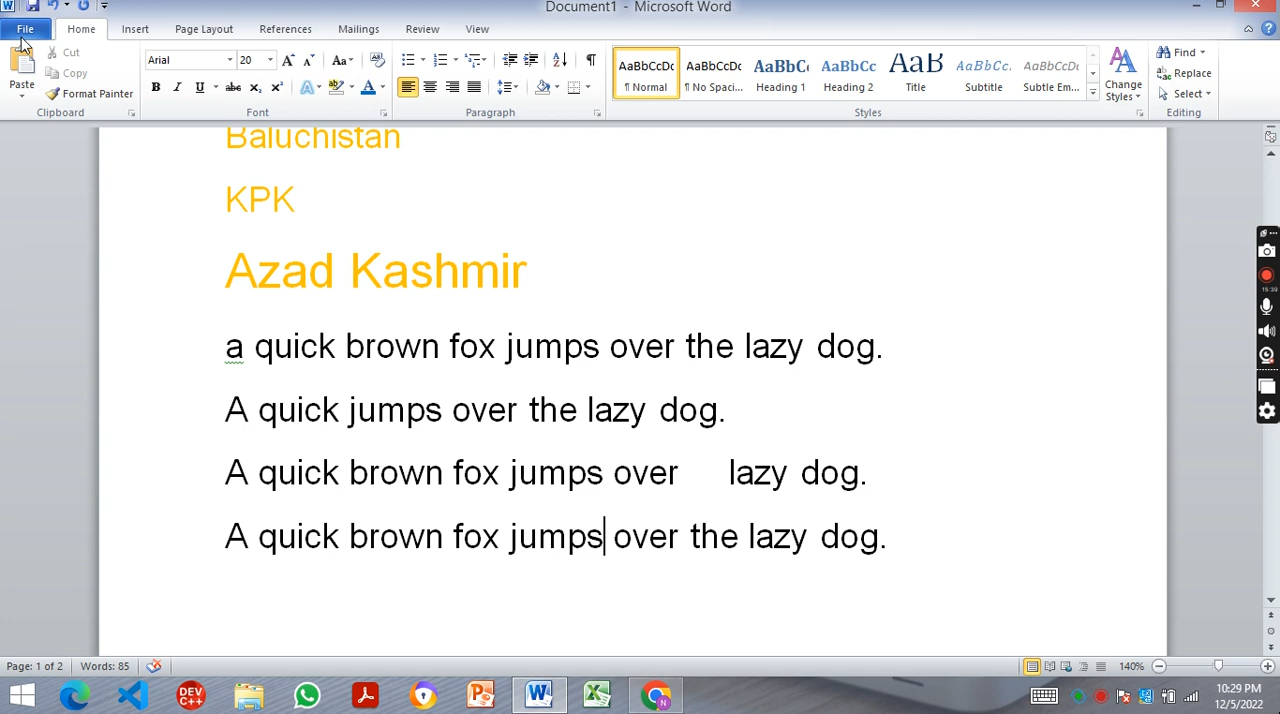 Document1 - Microsoft Word
File Home Insert Page Layout References Mailings Review View
Paste
Cut
Copy
Format Painter
Clipboard
Arial 20
Font
Paragraph
AaBbCcDc AaBbCcDc AaBbC AaBbCc AaB AaBbCc. AaBbCcDc
¶ Normal ¶ No Spaci... Heading 1 Heading 2 Title Subtitle Subtle Em...
Styles
Change
Styles
Find
Replace
Select
Editing
Baluchistan
KPK
Azad Kashmir
a quick brown fox jumps over the lazy dog.
A quick jumps over the lazy dog.
A quick brown fox jumps over lazy dog.
A quick brown fox jumps over the lazy dog.
15:39
Page: 1 of 2 Words: 85
140%
DEV
C++
10:29 PM
12/5/2022